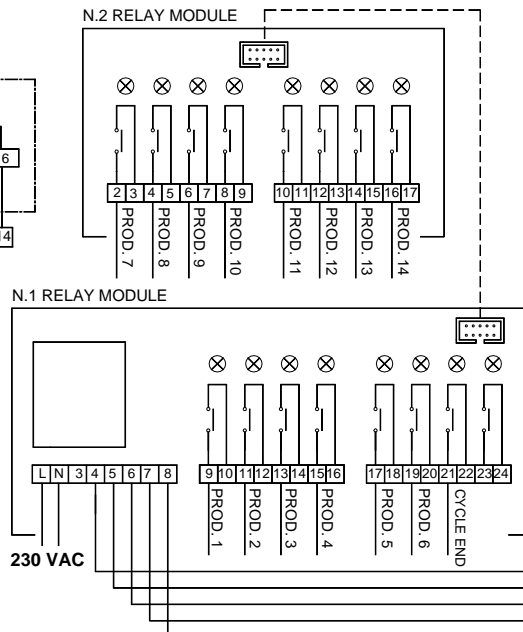 N.2 RELAY MODULE
6
14
2 3 4 5 6 7 8 9 10 11 12 13 14 15 16 17
PROD. 7
PROD. 8
PROD. 9
PROD. 10
PROD. 11
PROD. 12
PROD. 13
PROD. 14
N.1 RELAY MODULE
L N 3 4 5 6 7 8 9 10 11 12 13 14 15 16 17 18 19 20 21 22 23 24
PROD. 1
PROD. 2
PROD. 3
PROD. 4
PROD. 5
PROD. 6
CYCLE END
230 VAC